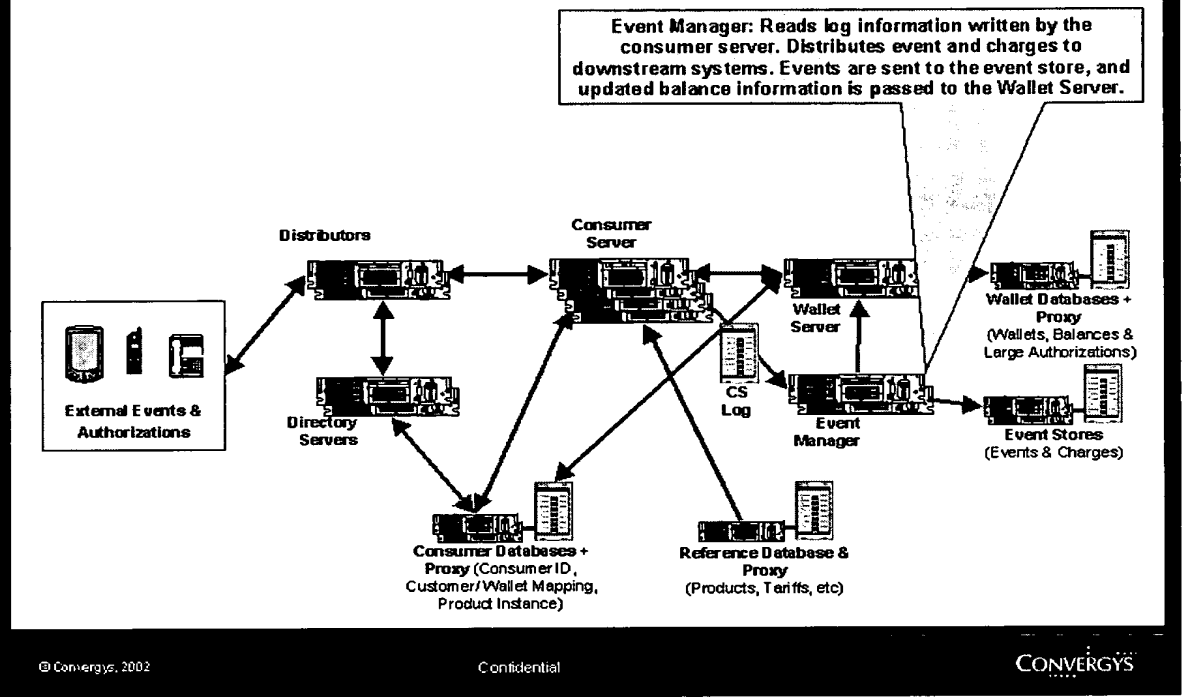 Event Manager: Reads log information written by the
consumer server. Distributes event and charges to
downstream systems. Events are sent to the event store, and
updated balance information is passed to the Wallet Server.
Distributors
Consumer
Server
Wallet
Server
Wallet Databases +
Proxy
(Wallets, Balances &
Large Authorizations)
External Events &
Authorizations
Directory
Servers
CS
Log
Event
Manager
Event Stores
(Events & Charges)
Consumer Databases +
Proxy (Consumer ID,
Customer/Wallet Mapping,
Product Instance)
Reference Database &
Proxy
(Products, Tariffs, etc)
© Convergys, 2002
Confidential
CONVERGYS